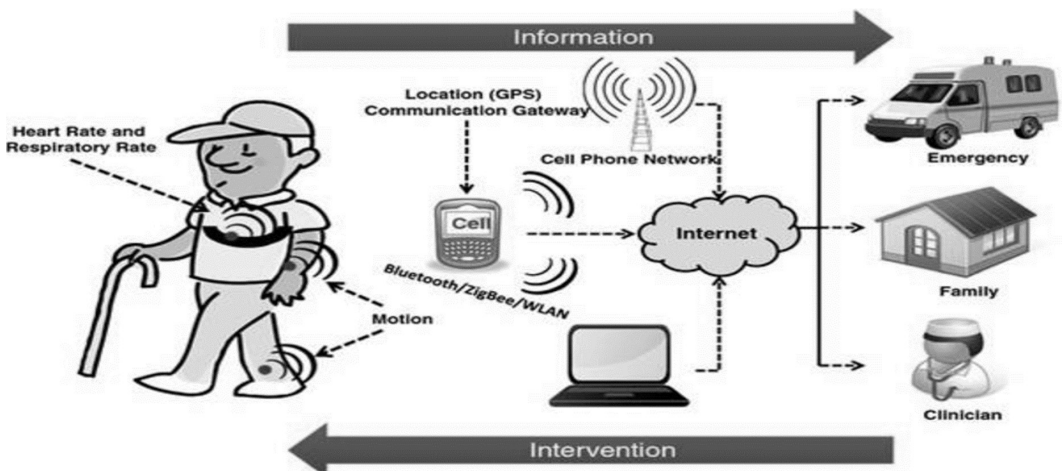 Information
Location (GPS)
Communication Gateway
Heart Rate and
Respiratory Rate
Cell Phone Network
Emergency
Cell
Internet
Bluetooth/ZigBee/WLAN
Family
Motion
Clinician
Intervention